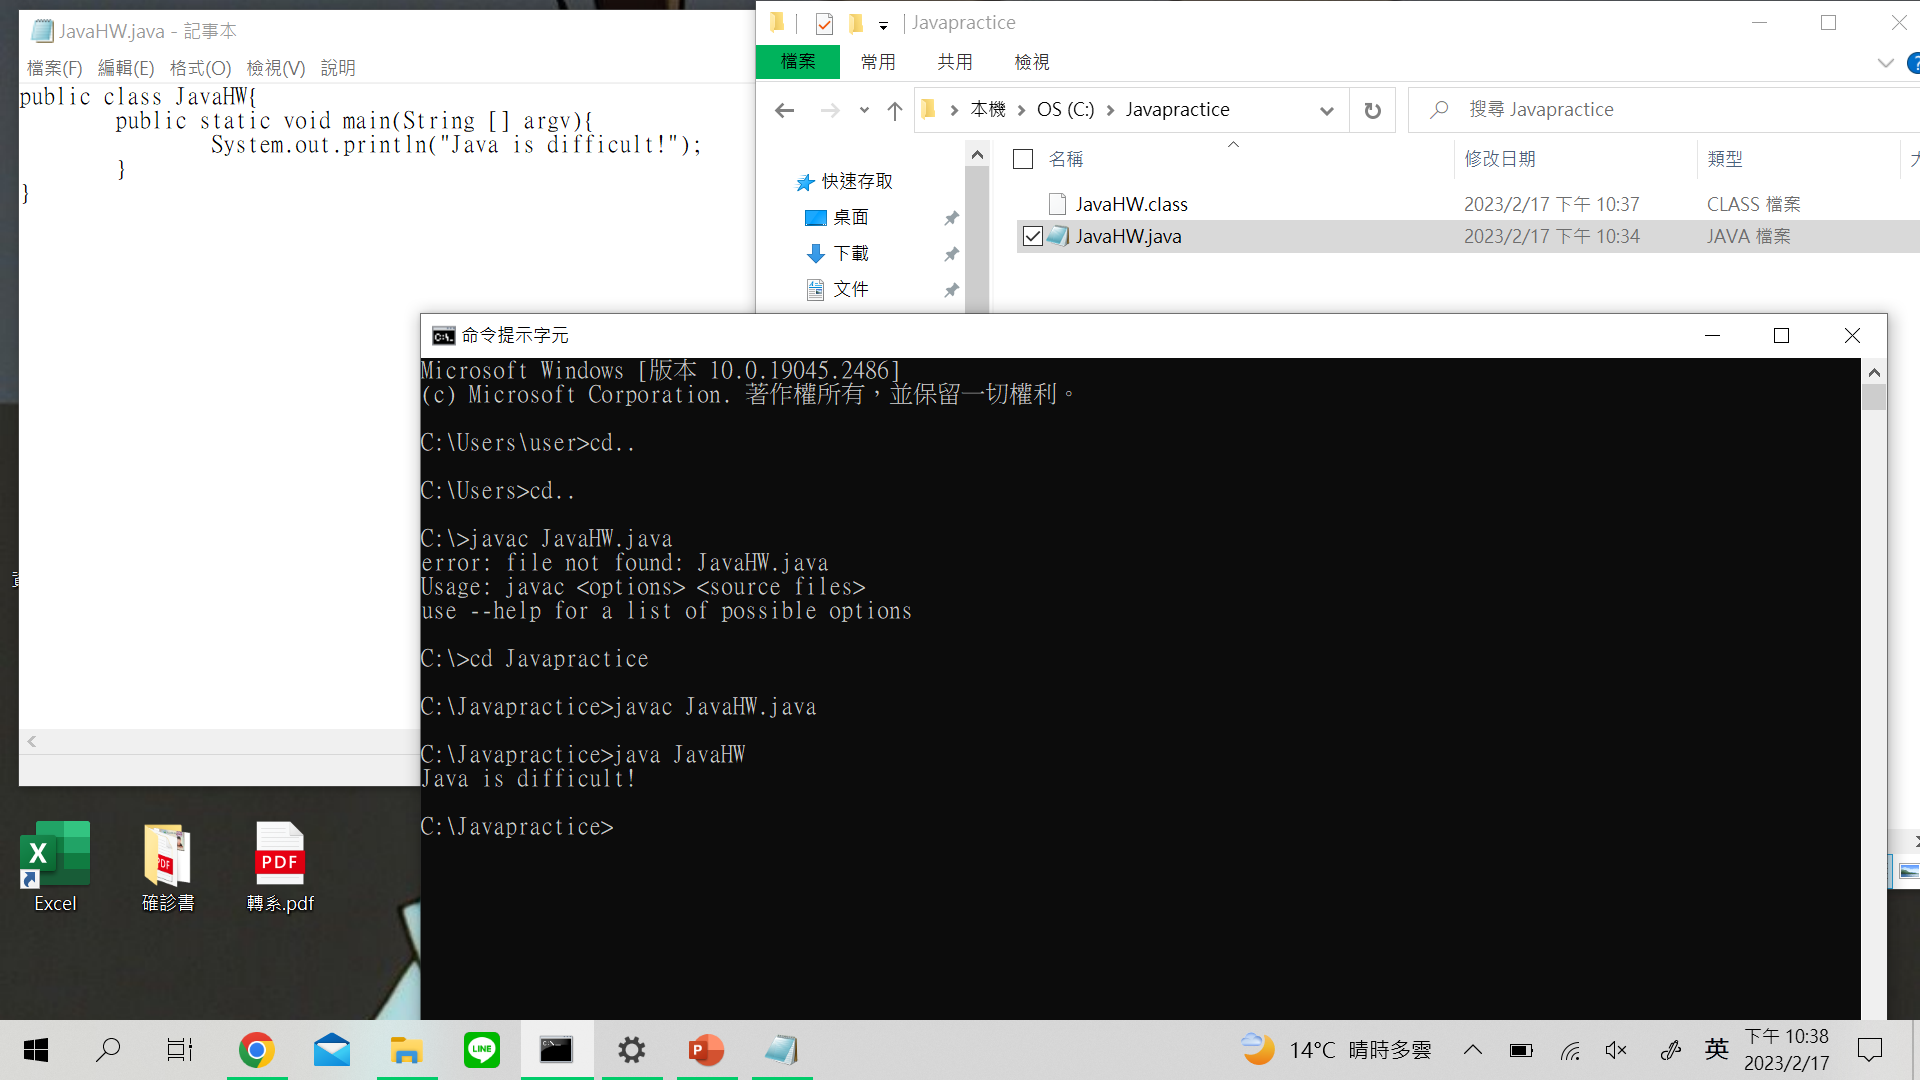 JavaHW.java - 記事本
檔案(F) 編輯(E) 格式(O) 檢視(V) 說明
public class JavaHW{
public static void main(String [] argv){
System.out.println("Java is difficult!");
}
}
Javapractice
檔案 常用 共用 檢視
本機 OS (C:) Javapractice
搜尋 Javapractice
名稱 修改日期 類型
快速存取
桌面
下載
文件
JavaHW.class 2023/2/17 下午 10:37 CLASS 檔案
JavaHW.java 2023/2/17 下午 10:34 JAVA 檔案
命令提示字元
Microsoft Windows [版本 10.0.19045.2486]
(c) Microsoft Corporation. 著作權所有，並保留一切權利。
C:\Users\user>cd..
C:\Users>cd..
C:\>javac JavaHW.java
error: file not found: JavaHW.java
Usage: javac <options> <source files>
use --help for a list of possible options
C:\>cd Javapractice
C:\Javapractice>javac JavaHW.java
C:\Javapractice>java JavaHW
Java is difficult!
C:\Javapractice>
Excel
PDF
確診書
PDF
轉系.pdf
LINE
14°C 晴時多雲
英
下午 10:38
2023/2/17